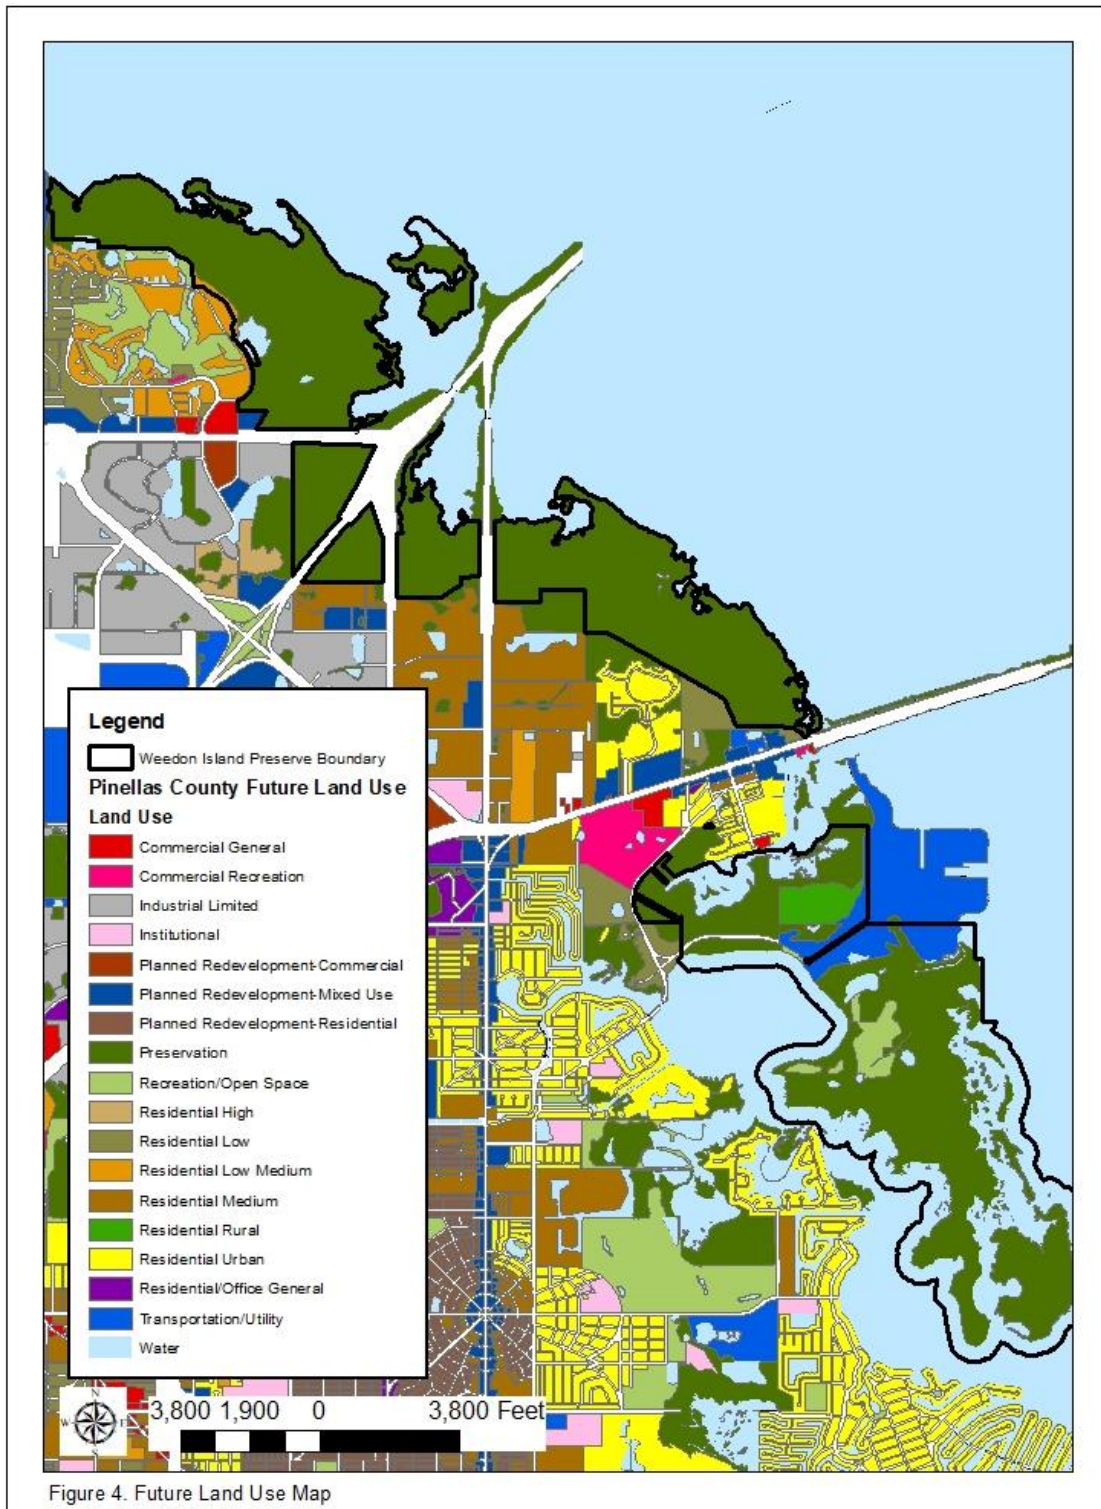 Legend
Weedon Island Preserve Boundary
Pinellas County Future Land Use
Land Use
Commercial General
Commercial Recreation
Industrial Limited
Institutional
Planned Redevelopment-Commercial
Planned Redevelopment-Mixed Use
Planned Redevelopment-Residential
Preservation
Recreation/Open Space
Residential High
Residential Low
Residential Low Medium
Residential Medium
Residential Rural
Residential Urban
Residential/Office General
Transportation/Utility
Water
N
W E
S
3,800 1,900 0 3,800 Feet
Figure 4. Future Land Use Map